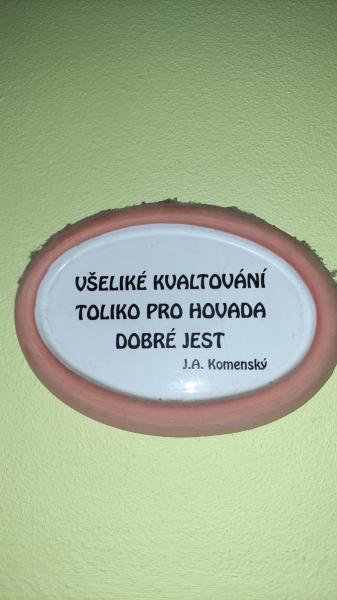 VŠELIKÉ KVALTOVÁNÍ
TOLIKO PRO HOVADA
DOBRÉ JEST
J.A. Komenský